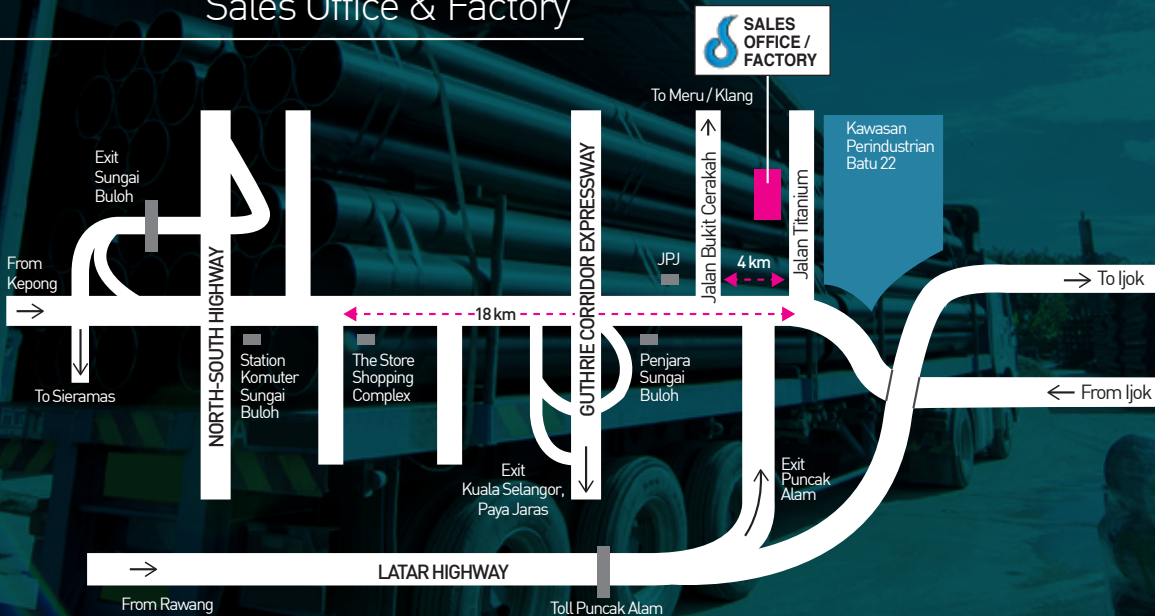 Sales Office & Factory
SALES
OFFICE /
FACTORY
To Meru / Klang
Kawasan
Perindustrian
Batu 22
Exit
Sungai
Buloh
NORTH-SOUTH HIGHWAY
GUTHRIE CORRIDOR EXPRESSWAY
Jalan Bukit Cerakah
Jalan Titanium
From
Kepong
JPJ
4 km
To Ijok
18 km
Station
Komuter
Sungai
Buloh
The Store
Shopping
Complex
Penjara
Sungai
Buloh
To Sieramas
From Ijok
Exit
Kuala Selangor,
Paya Jaras
Exit
Puncak
Alam
LATAR HIGHWAY
From Rawang
Toll Puncak Alam